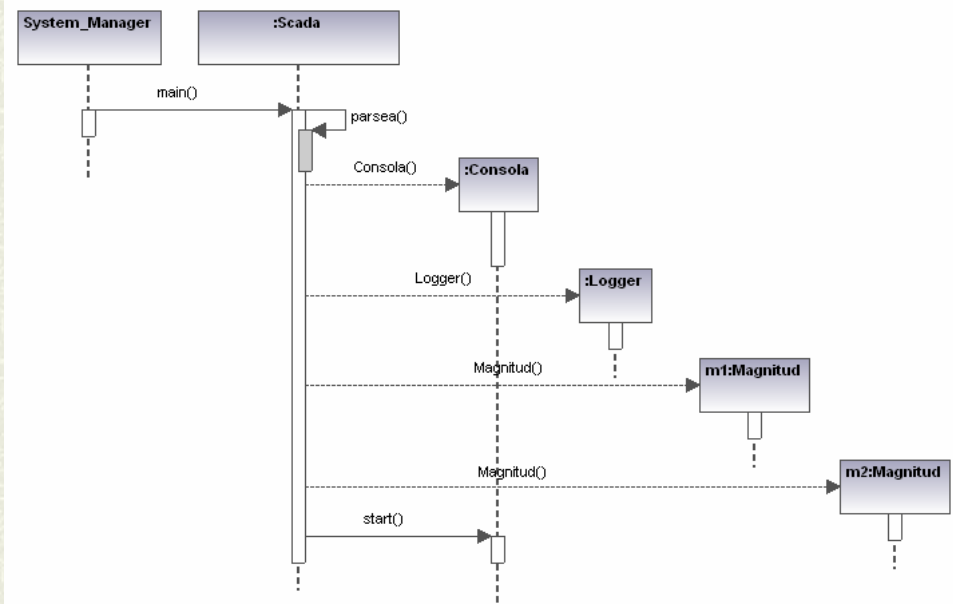 System_Manager
:Scada
main()
parsea()
Consola()
:Consola
Logger()
:Logger
Magnitud()
m1:Magnitud
Magnitud()
m2:Magnitud
start()